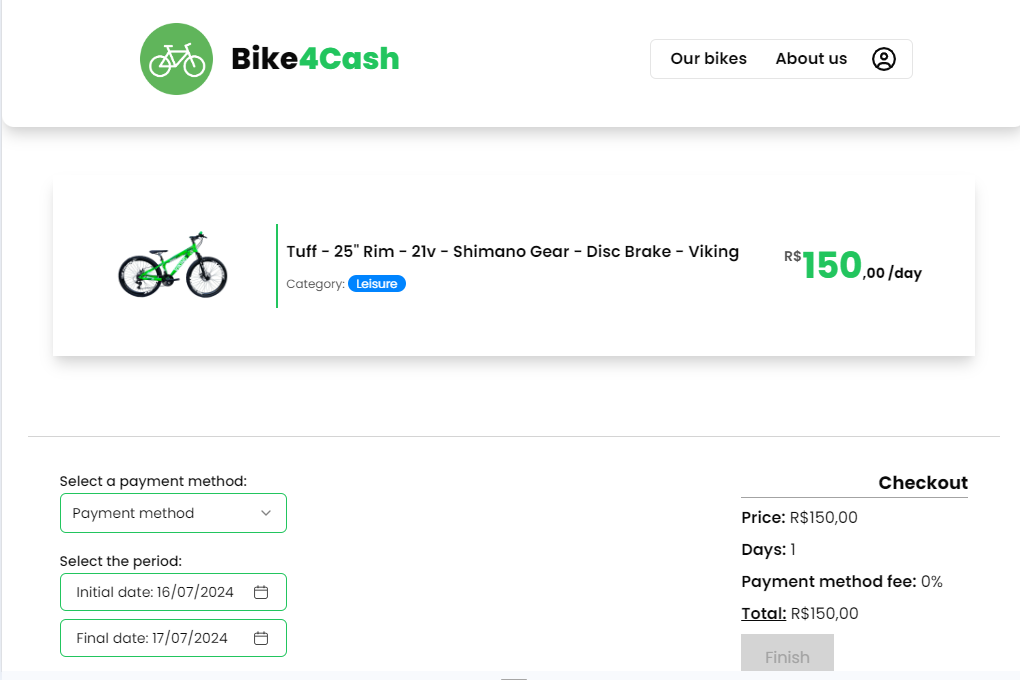 Bike4Cash
Our bikes
About us
Tuff - 25" Rim - 21v - Shimano Gear - Disc Brake - Viking
Category: Leisure
R$150,00 /day
Select a payment method:
Payment method
Select the period:
Initial date: 16/07/2024
Final date: 17/07/2024
Checkout
Price: R$150,00
Days: 1
Payment method fee: 0%
Total: R$150,00
Finish